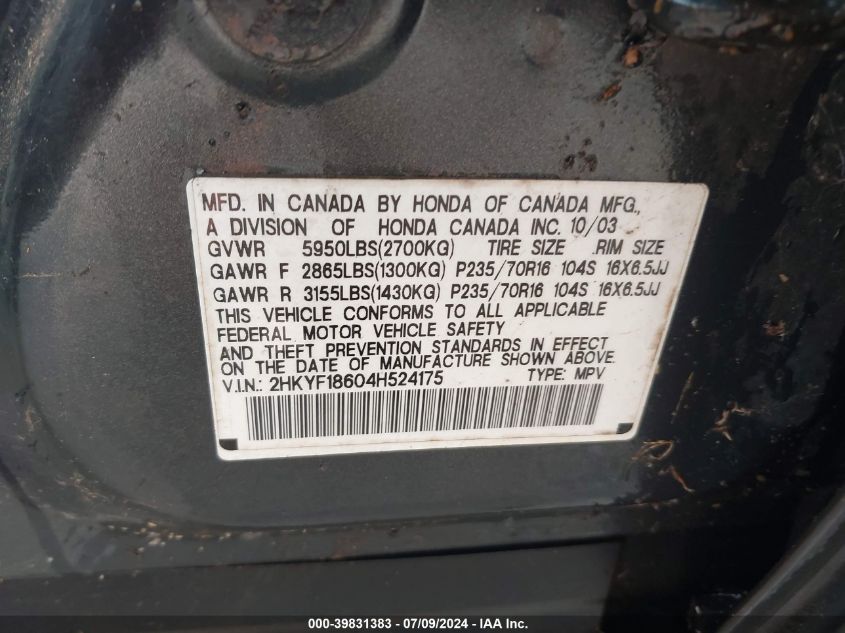 MFD. IN CANADA BY HONDA OF CANADA MFG.,
A DIVISION OF HONDA CANADA INC. 10/03
GVWR 5950LBS(2700KG) TIRE SIZE RIM SIZE
GAWR F 2865LBS(1300KG) P235/70R16 104S 16X6.5JJ
GAWR R 3155LBS(1430KG) P235/70R16 104S 16X6.5JJ
THIS VEHICLE CONFORMS TO ALL APPLICABLE
FEDERAL MOTOR VEHICLE SAFETY
AND THEFT PREVENTION STANDARDS IN EFFECT
ON THE DATE OF MANUFACTURE SHOWN ABOVE.
V.I.N.: 2HKYF18604H524175 TYPE: MPV
000-39831383 - 07/09/2024 - IAA Inc.